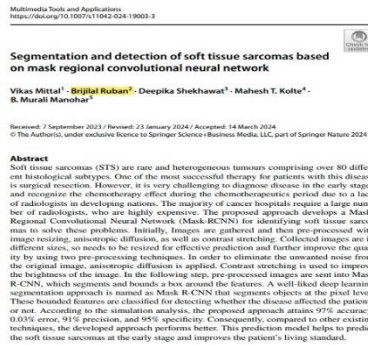 Multimedia Tools and Applications
https://doi.org/10.1007/s11042-024-19003-3
Check for
updates
Segmentation and detection of soft tissue sarcomas based
on mask regional convolutional neural network
Vikas Mittal¹ · Brijilal Ruban² · Deepika Shekhawat³ · Mahesh T. Kolte⁴ ·
B. Murali Manohar⁵
Received: 7 September 2023 / Revised: 23 January 2024 / Accepted: 14 March 2024
© The Author(s), under exclusive licence to Springer Science+Business Media, LLC, part of Springer Nature 2024
Abstract
Soft tissue sarcomas (STS) are rare and heterogeneous tumours comprising over 80 differe
ent histological subtypes. One of the most successful therapy for patients with this diseas
is surgical resection. However, it is very challenging to diagnose disease in the early stage
and recognize the chemotherapy effect during the chemotherapeutics period due to a lac
of radiologists in developing nations. The majority of cancer hospitals require a large num
ber of radiologists, who are highly expensive. The proposed approach develops a Mas
Regional Convolutional Neural Network (Mask-RCNN) for identifying soft tissue sarco
mas to solve these problems. Initially, Images are gathered and then pre-processed wit
image resizing, anisotropic diffusion, as well as contrast stretching. Collected images are i
different sizes, so needs to be resized for effective prediction and further improve the qua
ity by using two pre-processing techniques. In order to eliminate the unwanted noise from
the original image, anisotropic diffusion is applied. Contrast stretching is used to improv
the brightness of the image. In the following step, pre-processed images are sent into Mas
R-CNN, which segments and bounds a box around the features. A well-liked deep learnin
segmentation approach is named as Mask R-CNN that segments objects at the pixel leve
These bounded features are classified for detecting whether the disease affected the patien
or not. According to the simulation analysis, the proposed approach attains 97% accurac
0.03% error, 91% precision, and 95% specificity. Consequently, compared to other existin
techniques, the developed approach performs better. This prediction model helps to predic
the soft tissue sarcomas at the early stage and improves the patient's living standard.